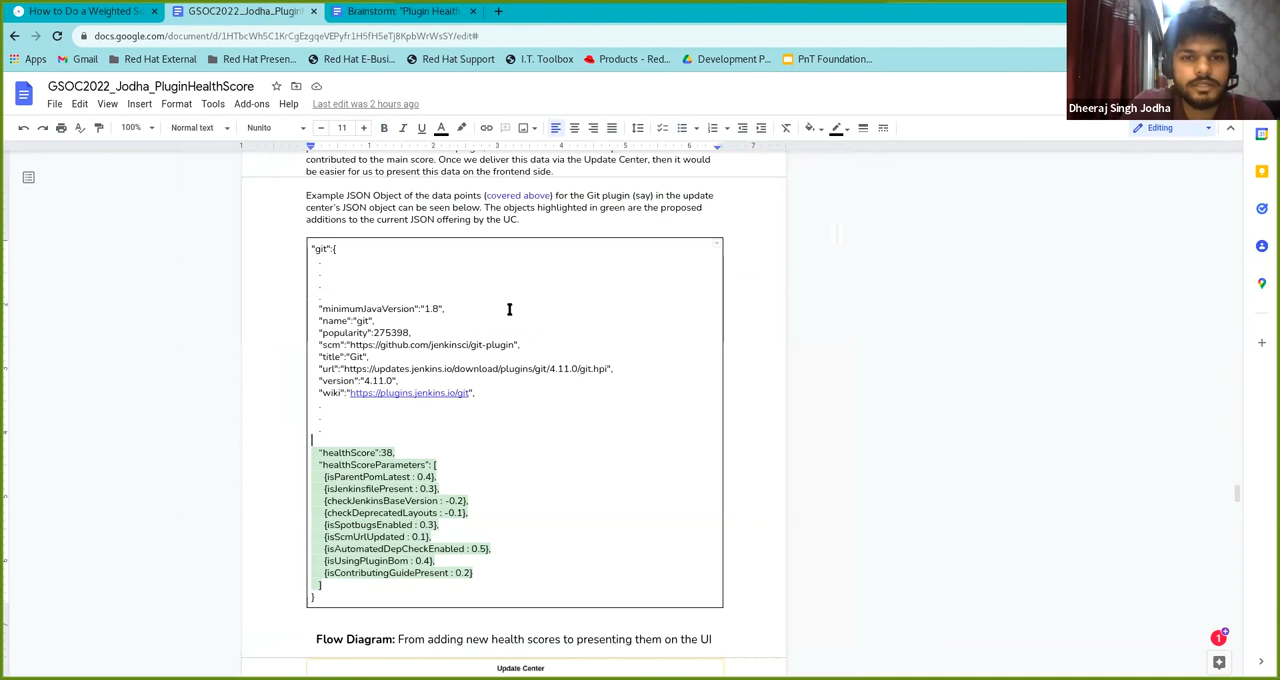 How to Do a Weighted S
GSOC2022_Jodha_Plugin
Brainstorm: "Plugin Healt
docs.google.com/document/d/1HTbcWh5C1KrCgEzgqeVEPyfr1H5fH5eTj8KpbWrWsSY/edit#
Apps Gmail Red Hat External Red Hat Presen... Red Hat E-Busi... Red Hat Support I.T. Toolbox Products - Red... Development P... PnT Foundation...
Dheeraj Singh Jodha
GSOC2022_Jodha_PluginHealthScore
File Edit View Insert Format Tools Add-ons Help Last edit was 2 hours ago
100% Normal text Nunito 11 B I U A Editing
1 1 2 3 4 5 6 7
contributed to the main score. Once we deliver this data via the Update Center, then it would
be easier for us to present this data on the frontend side.
Example JSON Object of the data points (covered above) for the Git plugin (say) in the update
center's JSON object can be seen below. The objects highlighted in green are the proposed
additions to the current JSON offering by the UC.
"git":{
.
.
.
.
"minimumJavaVersion":"1.8",
"name":"git",
"popularity":275398,
"scm":"https://github.com/jenkinsci/git-plugin",
"title":"Git",
"url":"https://updates.jenkins.io/download/plugins/git/4.11.0/git.hpi",
"version":"4.11.0",
"wiki":"https://plugins.jenkins.io/git",
.
.
.
"healthScore":38,
"healthScoreParameters": [
{isParentPomLatest : 0.4},
{isJenkinsfilePresent : 0.3},
{checkJenkinsBaseVersion : -0.2},
{checkDeprecatedLayouts : -0.1},
{isSpotbugsEnabled : 0.3},
{isScmUrlUpdated : 0.1},
{isAutomatedDepCheckEnabled : 0.5},
{isUsingPluginBom : 0.4},
{isContributingGuidePresent : 0.2}
]
}
Flow Diagram: From adding new health scores to presenting them on the UI
Update Center
1